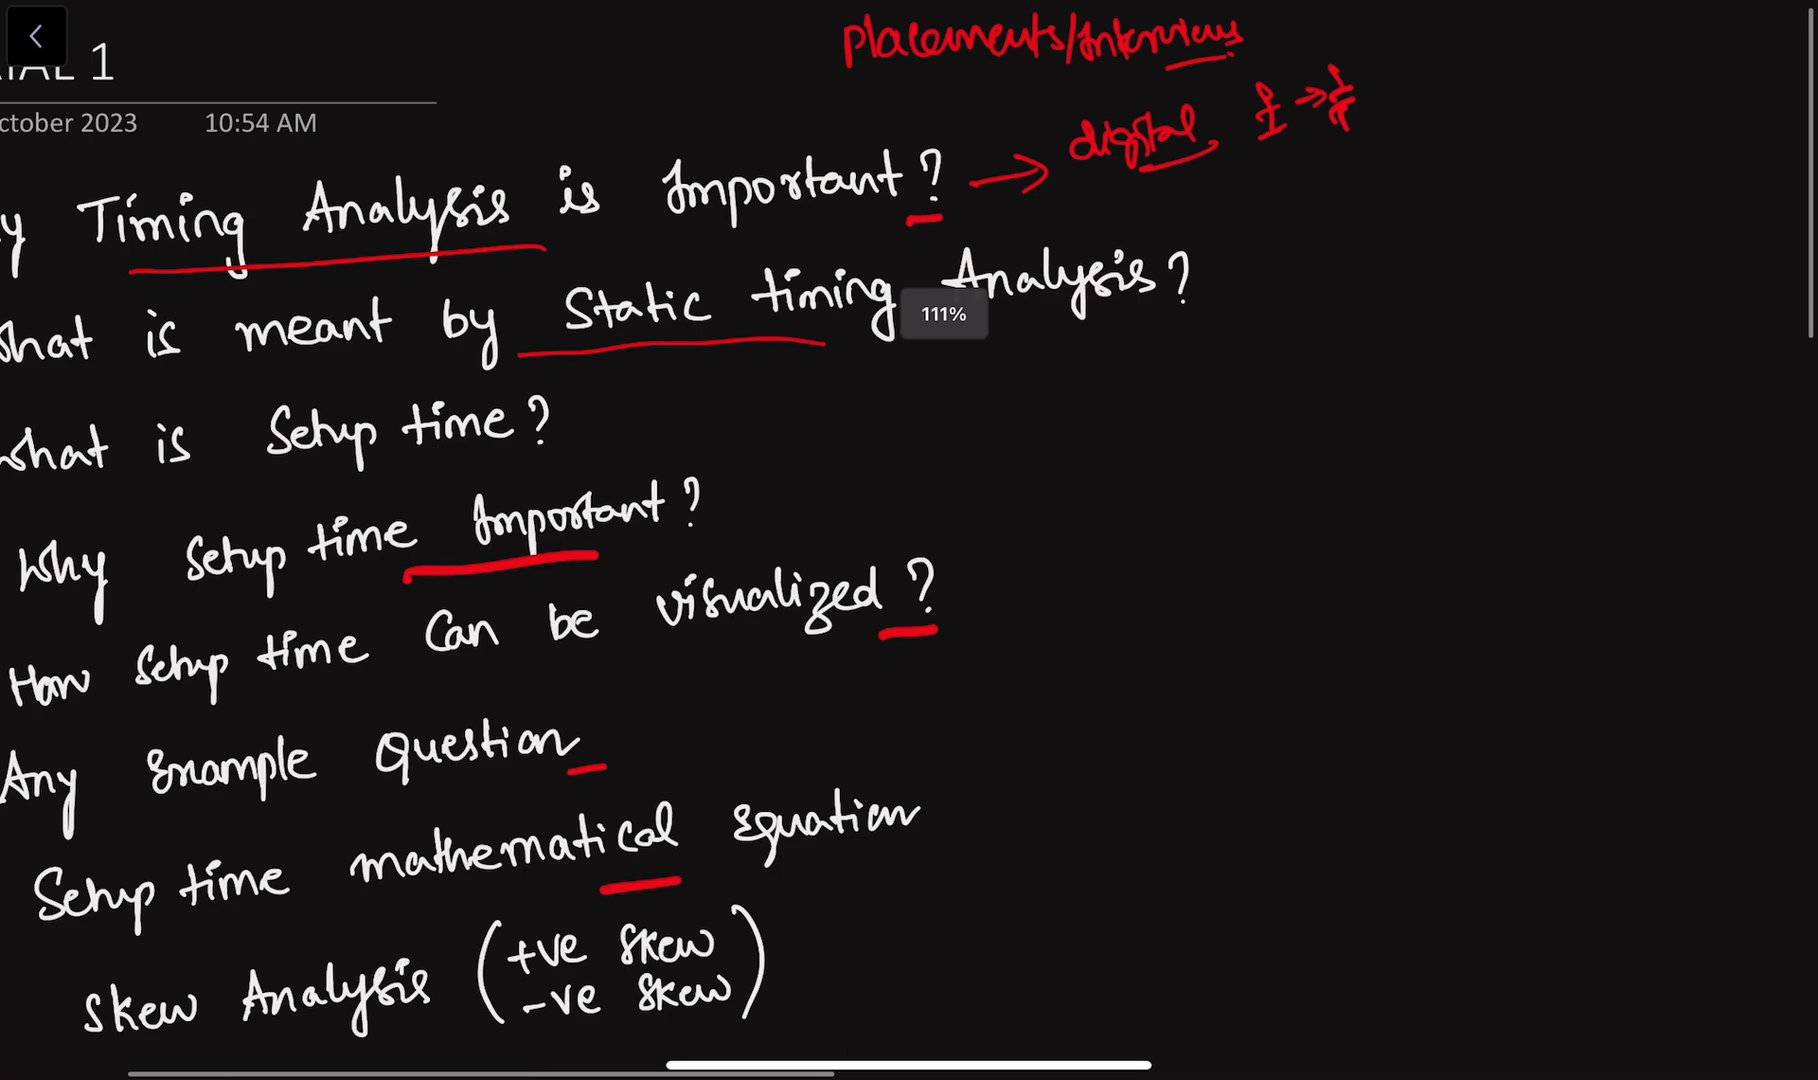 placements/Interviews
IAL 1
ctober 2023 10:54 AM
digital, f → 1/T
y Timing Analysis is Important? →
what is meant by Static timing Analysis?
111%
what is Setup time?
Why Setup time Important?
How Setup time Can be visualized?
Any Example Question
Setup time mathematical Equation
Skew Analysis (+ve skew
-ve skew)